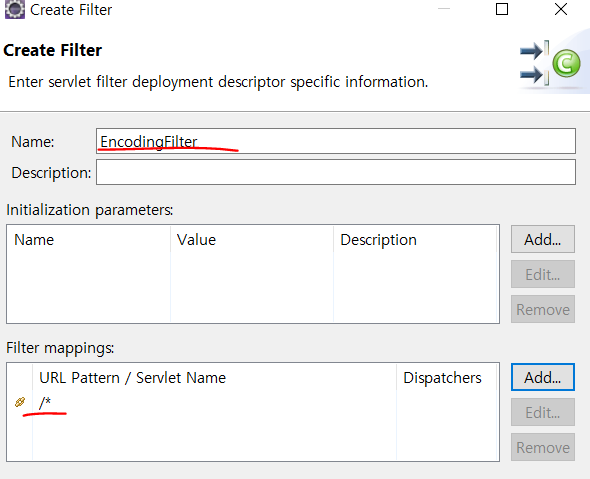 Create Filter
Create Filter
Enter servlet filter deployment descriptor specific information.
C
Name: EncodingFilter
Description:
Initialization parameters:
Name Value Description
Add...
Edit...
Remove
Filter mappings:
URL Pattern / Servlet Name Dispatchers
Add...
/*
Edit...
Remove